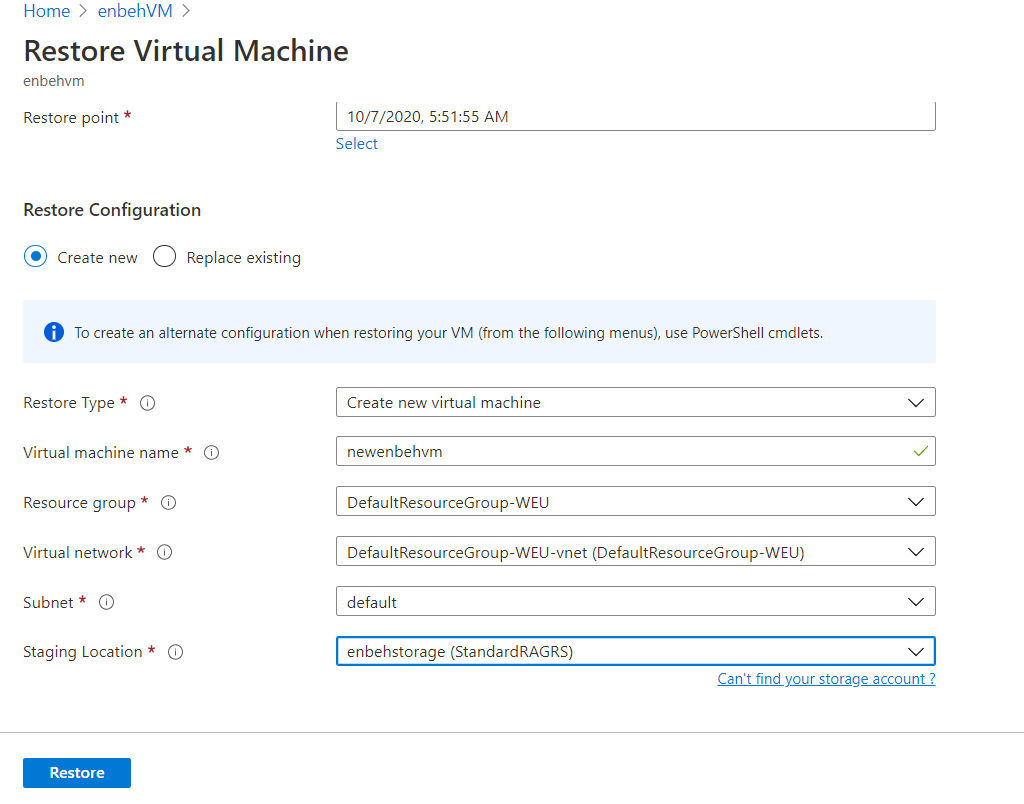 Home > enbehVM >
Restore Virtual Machine
enbehvm
Restore point * 10/7/2020, 5:51:55 AM
Select
Restore Configuration
Create new Replace existing
To create an alternate configuration when restoring your VM (from the following menus), use PowerShell cmdlets.
Restore Type * Create new virtual machine
Virtual machine name * newenbehvm
Resource group * DefaultResourceGroup-WEU
Virtual network * DefaultResourceGroup-WEU-vnet (DefaultResourceGroup-WEU)
Subnet * default
Staging Location * enbehstorage (StandardRAGRS)
Can't find your storage account ?
Restore